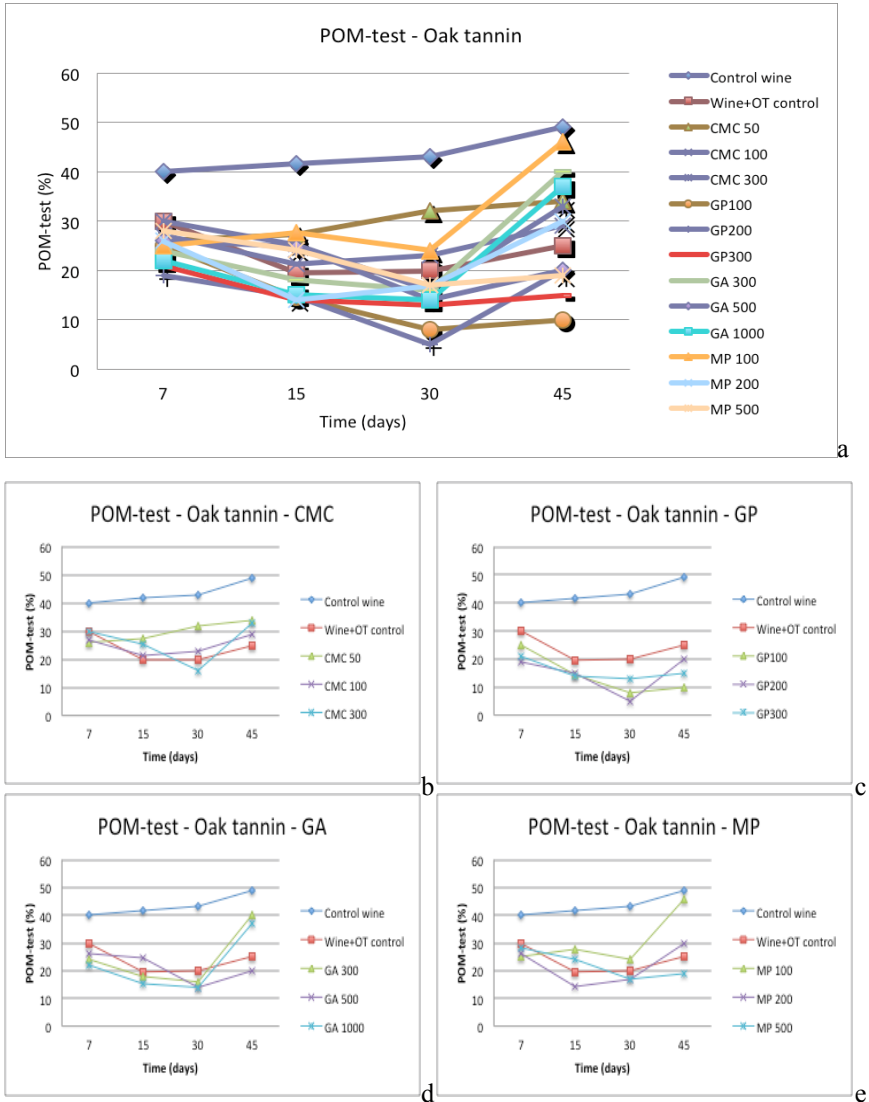 POM-test - Oak tannin
POM-test (%)
60
50
40
30
20
10
0
7 15 30 45
Time (days)
Control wine
Wine+OT control
CMC 50
CMC 100
CMC 300
GP100
GP200
GP300
GA 300
GA 500
GA 1000
MP 100
MP 200
MP 500
a
POM-test - Oak tannin - CMC
POM-test (%)
60
50
40
30
20
10
0
7 15 30 45
Time (days)
Control wine
Wine+OT control
CMC 50
CMC 100
CMC 300
b
POM-test - Oak tannin - GP
POM-test (%)
60
50
40
30
20
10
0
7 15 30 45
Time (days)
Control wine
Wine+OT control
GP100
GP200
GP300
c
POM-test - Oak tannin - GA
POM-test (%)
60
50
40
30
20
10
0
7 15 30 45
Time (days)
Control wine
Wine+OT control
GA 300
GA 500
GA 1000
d
POM-test - Oak tannin - MP
POM-test (%)
60
50
40
30
20
10
0
7 15 30 45
Time (days)
Control wine
Wine+OT control
MP 100
MP 200
MP 500
e